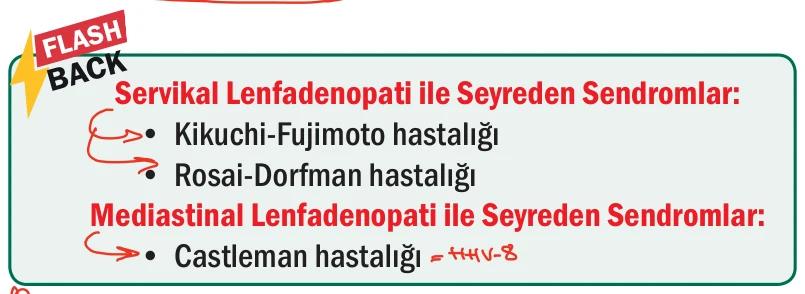 FLASH
BACK
Servikal Lenfadenopati ile Seyreden Sendromlar:
• Kikuchi-Fujimoto hastalığı
• Rosai-Dorfman hastalığı
Mediastinal Lenfadenopati ile Seyreden Sendromlar:
• Castleman hastalığı = HHV-8